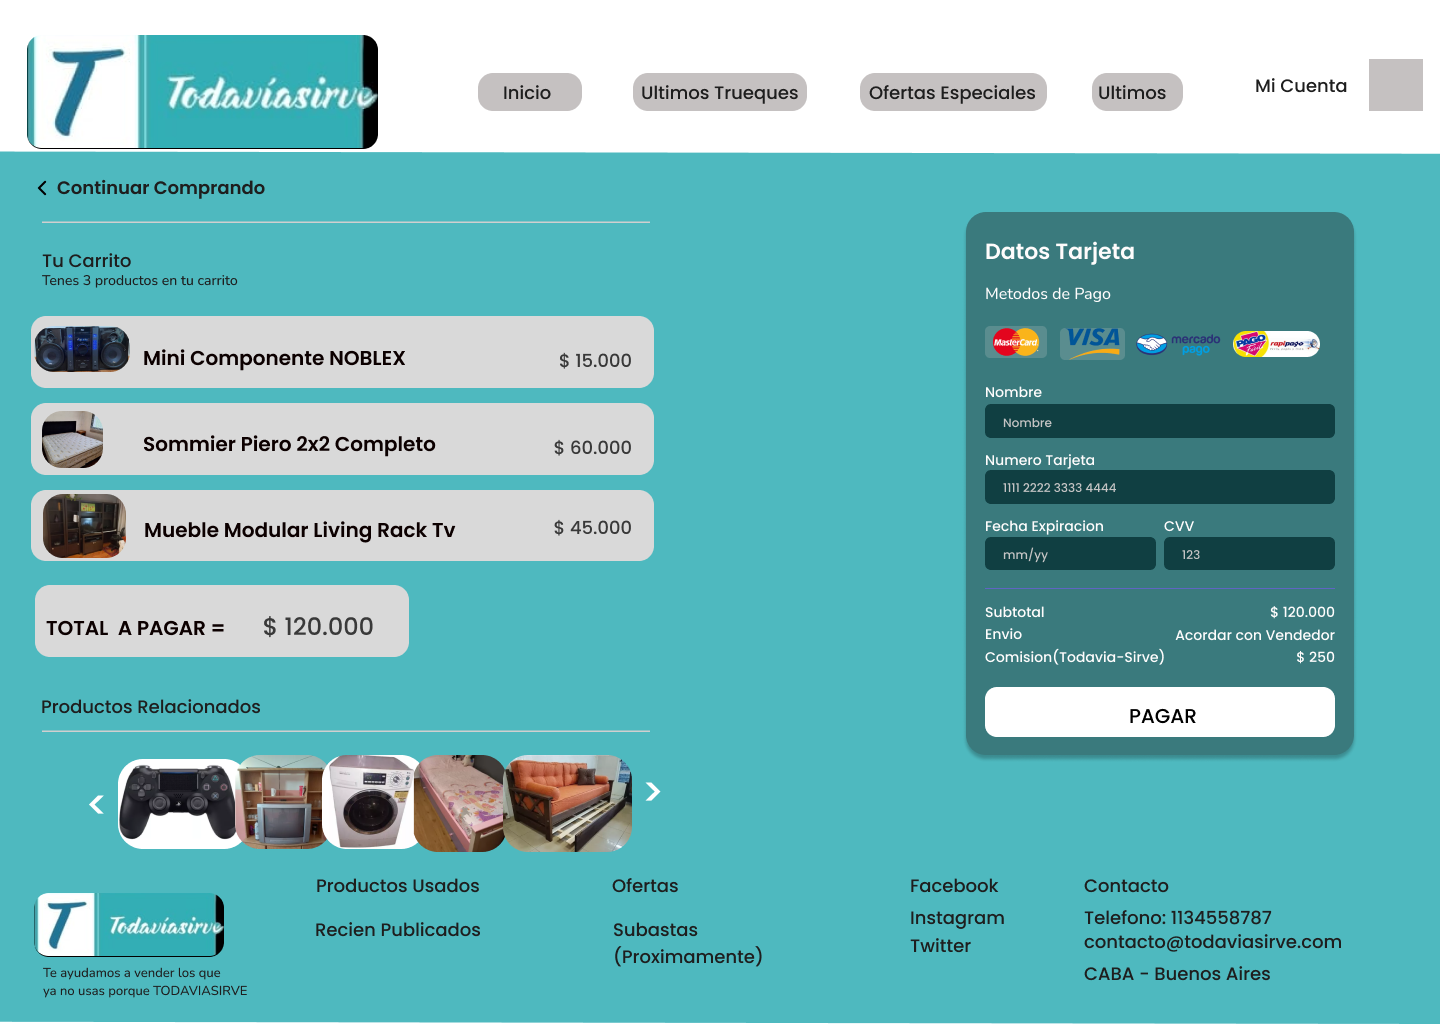 T Todavíasirve
Inicio
Ultimos Trueques
Ofertas Especiales
Ultimos
Mi Cuenta
Continuar Comprando
Tu Carrito
Tenes 3 productos en tu carrito
Mini Componente NOBLEX
$ 15.000
Sommier Piero 2x2 Completo
$ 60.000
Mueble Modular Living Rack Tv
$ 45.000
TOTAL  A PAGAR =
$ 120.000
Datos Tarjeta
Metodos de Pago
MasterCard
VISA
mercado
pago
PAGO
fácil
rapipago
Nombre
Nombre
Numero Tarjeta
1111 2222 3333 4444
Fecha Expiracion
CVV
mm/yy
123
Subtotal
$ 120.000
Envio
Acordar con Vendedor
Comision(Todavia-Sirve)
$ 250
PAGAR
Productos Relacionados
T Todavíasirve
Te ayudamos a vender los que
ya no usas porque TODAVIASIRVE
Productos Usados
Recien Publicados
Ofertas
Subastas
(Proximamente)
Facebook
Instagram
Twitter
Contacto
Telefono: 1134558787
contacto@todaviasirve.com
CABA - Buenos Aires